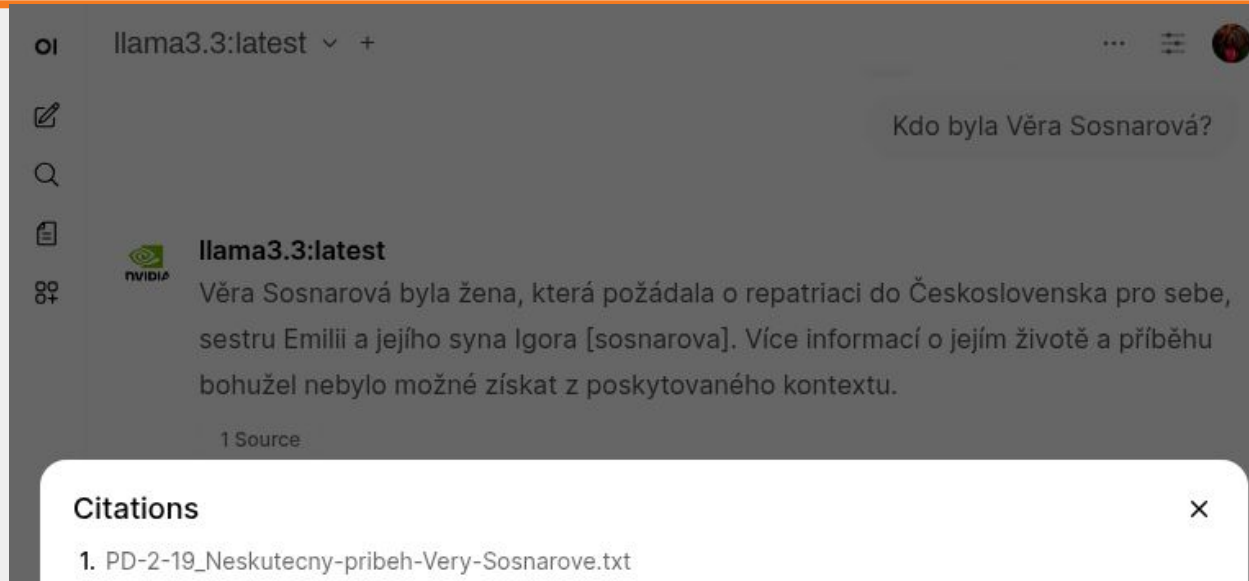 OI
llama3.3:latest
Kdo byla Věra Sosnarová?
NVIDIA
llama3.3:latest
Věra Sosnarová byla žena, která požádala o repatriaci do Československa pro sebe,
sestru Emilii a jejího syna Igora [sosnarova]. Více informací o jejím životě a příběhu
bohužel nebylo možné získat z poskytovaného kontextu.
1 Source
Citations
1. PD-2-19_Neskutecny-pribeh-Very-Sosnarove.txt